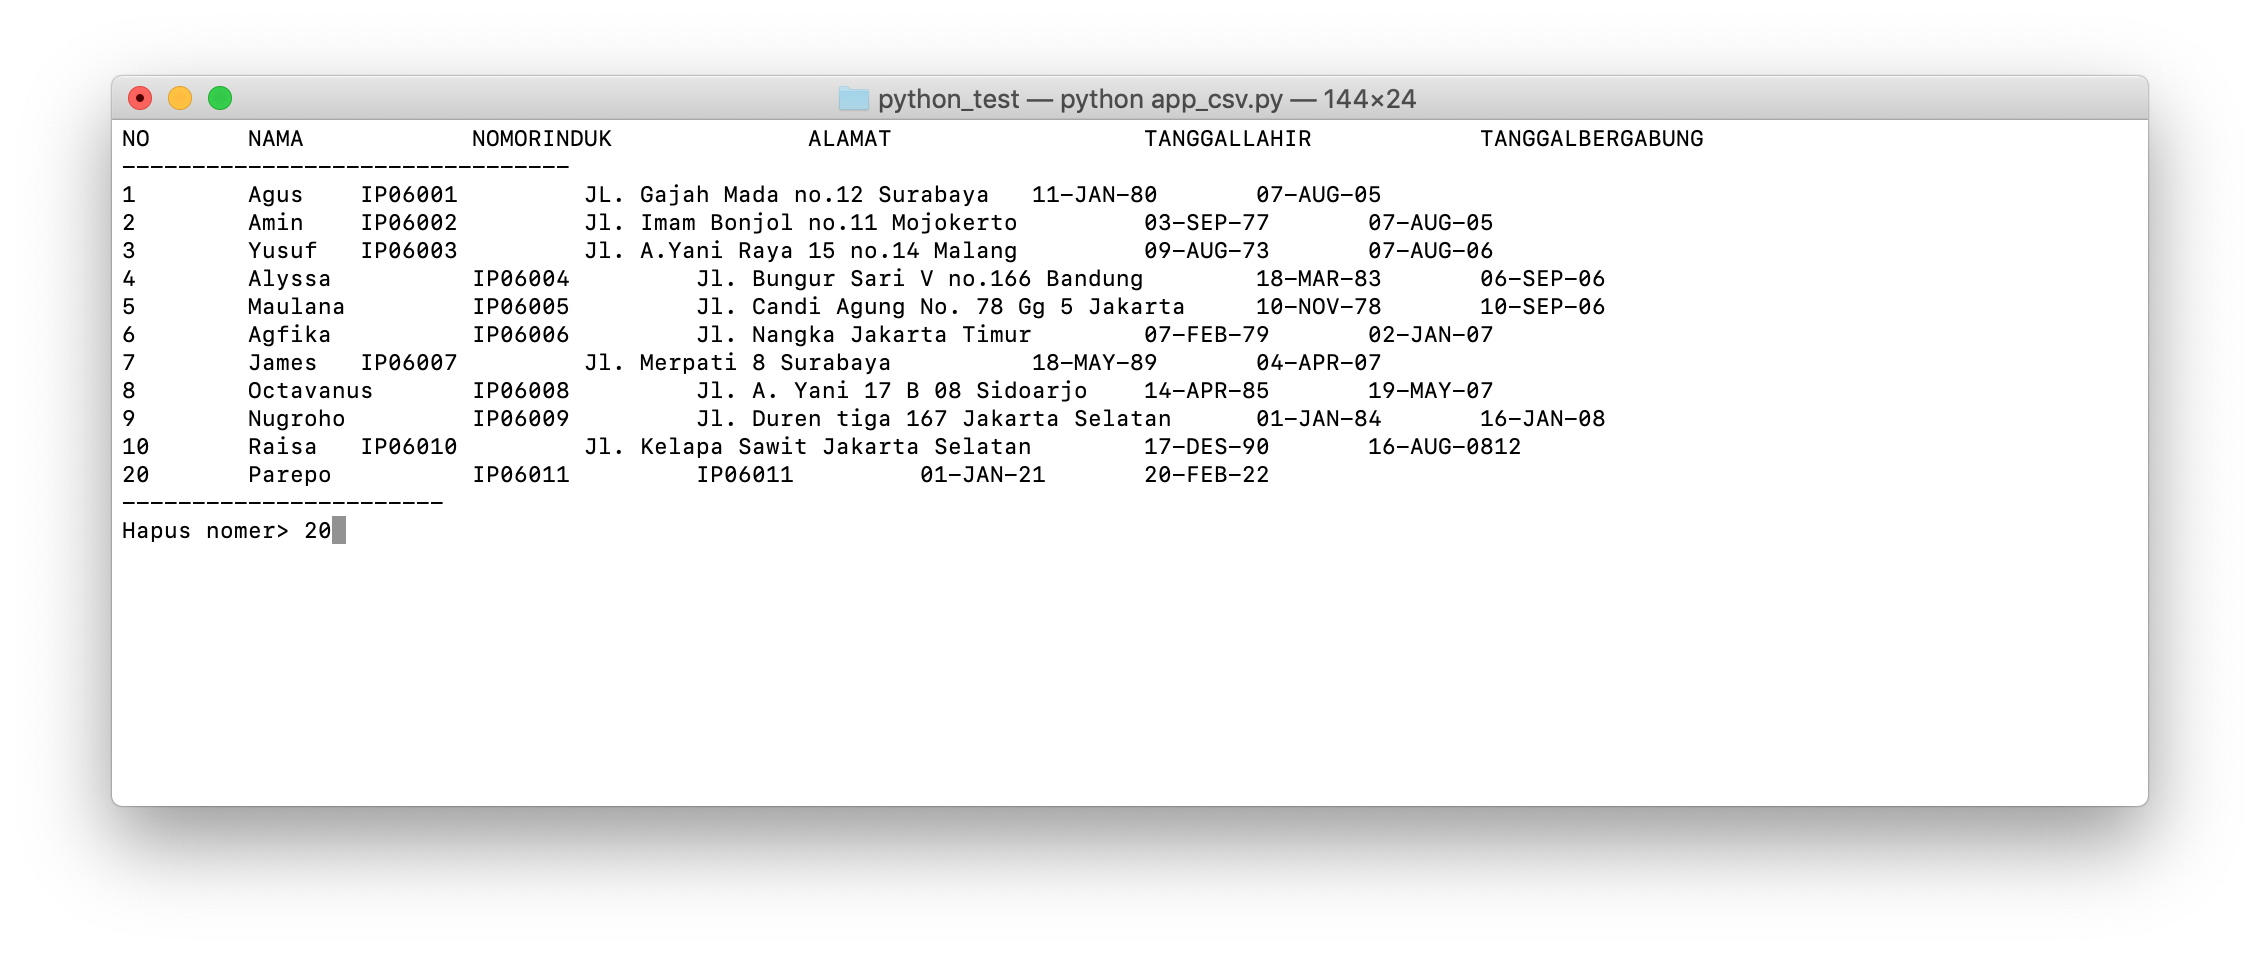 python_test — python app_csv.py — 144×24
NO NAMA NOMORINDUK ALAMAT TANGGALLAHIR TANGGALBERGABUNG
--------------------------------
1 Agus IP06001 JL. Gajah Mada no.12 Surabaya 11-JAN-80 07-AUG-05
2 Amin IP06002 Jl. Imam Bonjol no.11 Mojokerto 03-SEP-77 07-AUG-05
3 Yusuf IP06003 Jl. A.Yani Raya 15 no.14 Malang 09-AUG-73 07-AUG-06
4 Alyssa IP06004 Jl. Bungur Sari V no.166 Bandung 18-MAR-83 06-SEP-06
5 Maulana IP06005 Jl. Candi Agung No. 78 Gg 5 Jakarta 10-NOV-78 10-SEP-06
6 Agfika IP06006 Jl. Nangka Jakarta Timur 07-FEB-79 02-JAN-07
7 James IP06007 Jl. Merpati 8 Surabaya 18-MAY-89 04-APR-07
8 Octavanus IP06008 Jl. A. Yani 17 B 08 Sidoarjo 14-APR-85 19-MAY-07
9 Nugroho IP06009 Jl. Duren tiga 167 Jakarta Selatan 01-JAN-84 16-JAN-08
10 Raisa IP06010 Jl. Kelapa Sawit Jakarta Selatan 17-DES-90 16-AUG-0812
20 Parepo IP06011 IP06011 01-JAN-21 20-FEB-22
-----------------------
Hapus nomer> 20